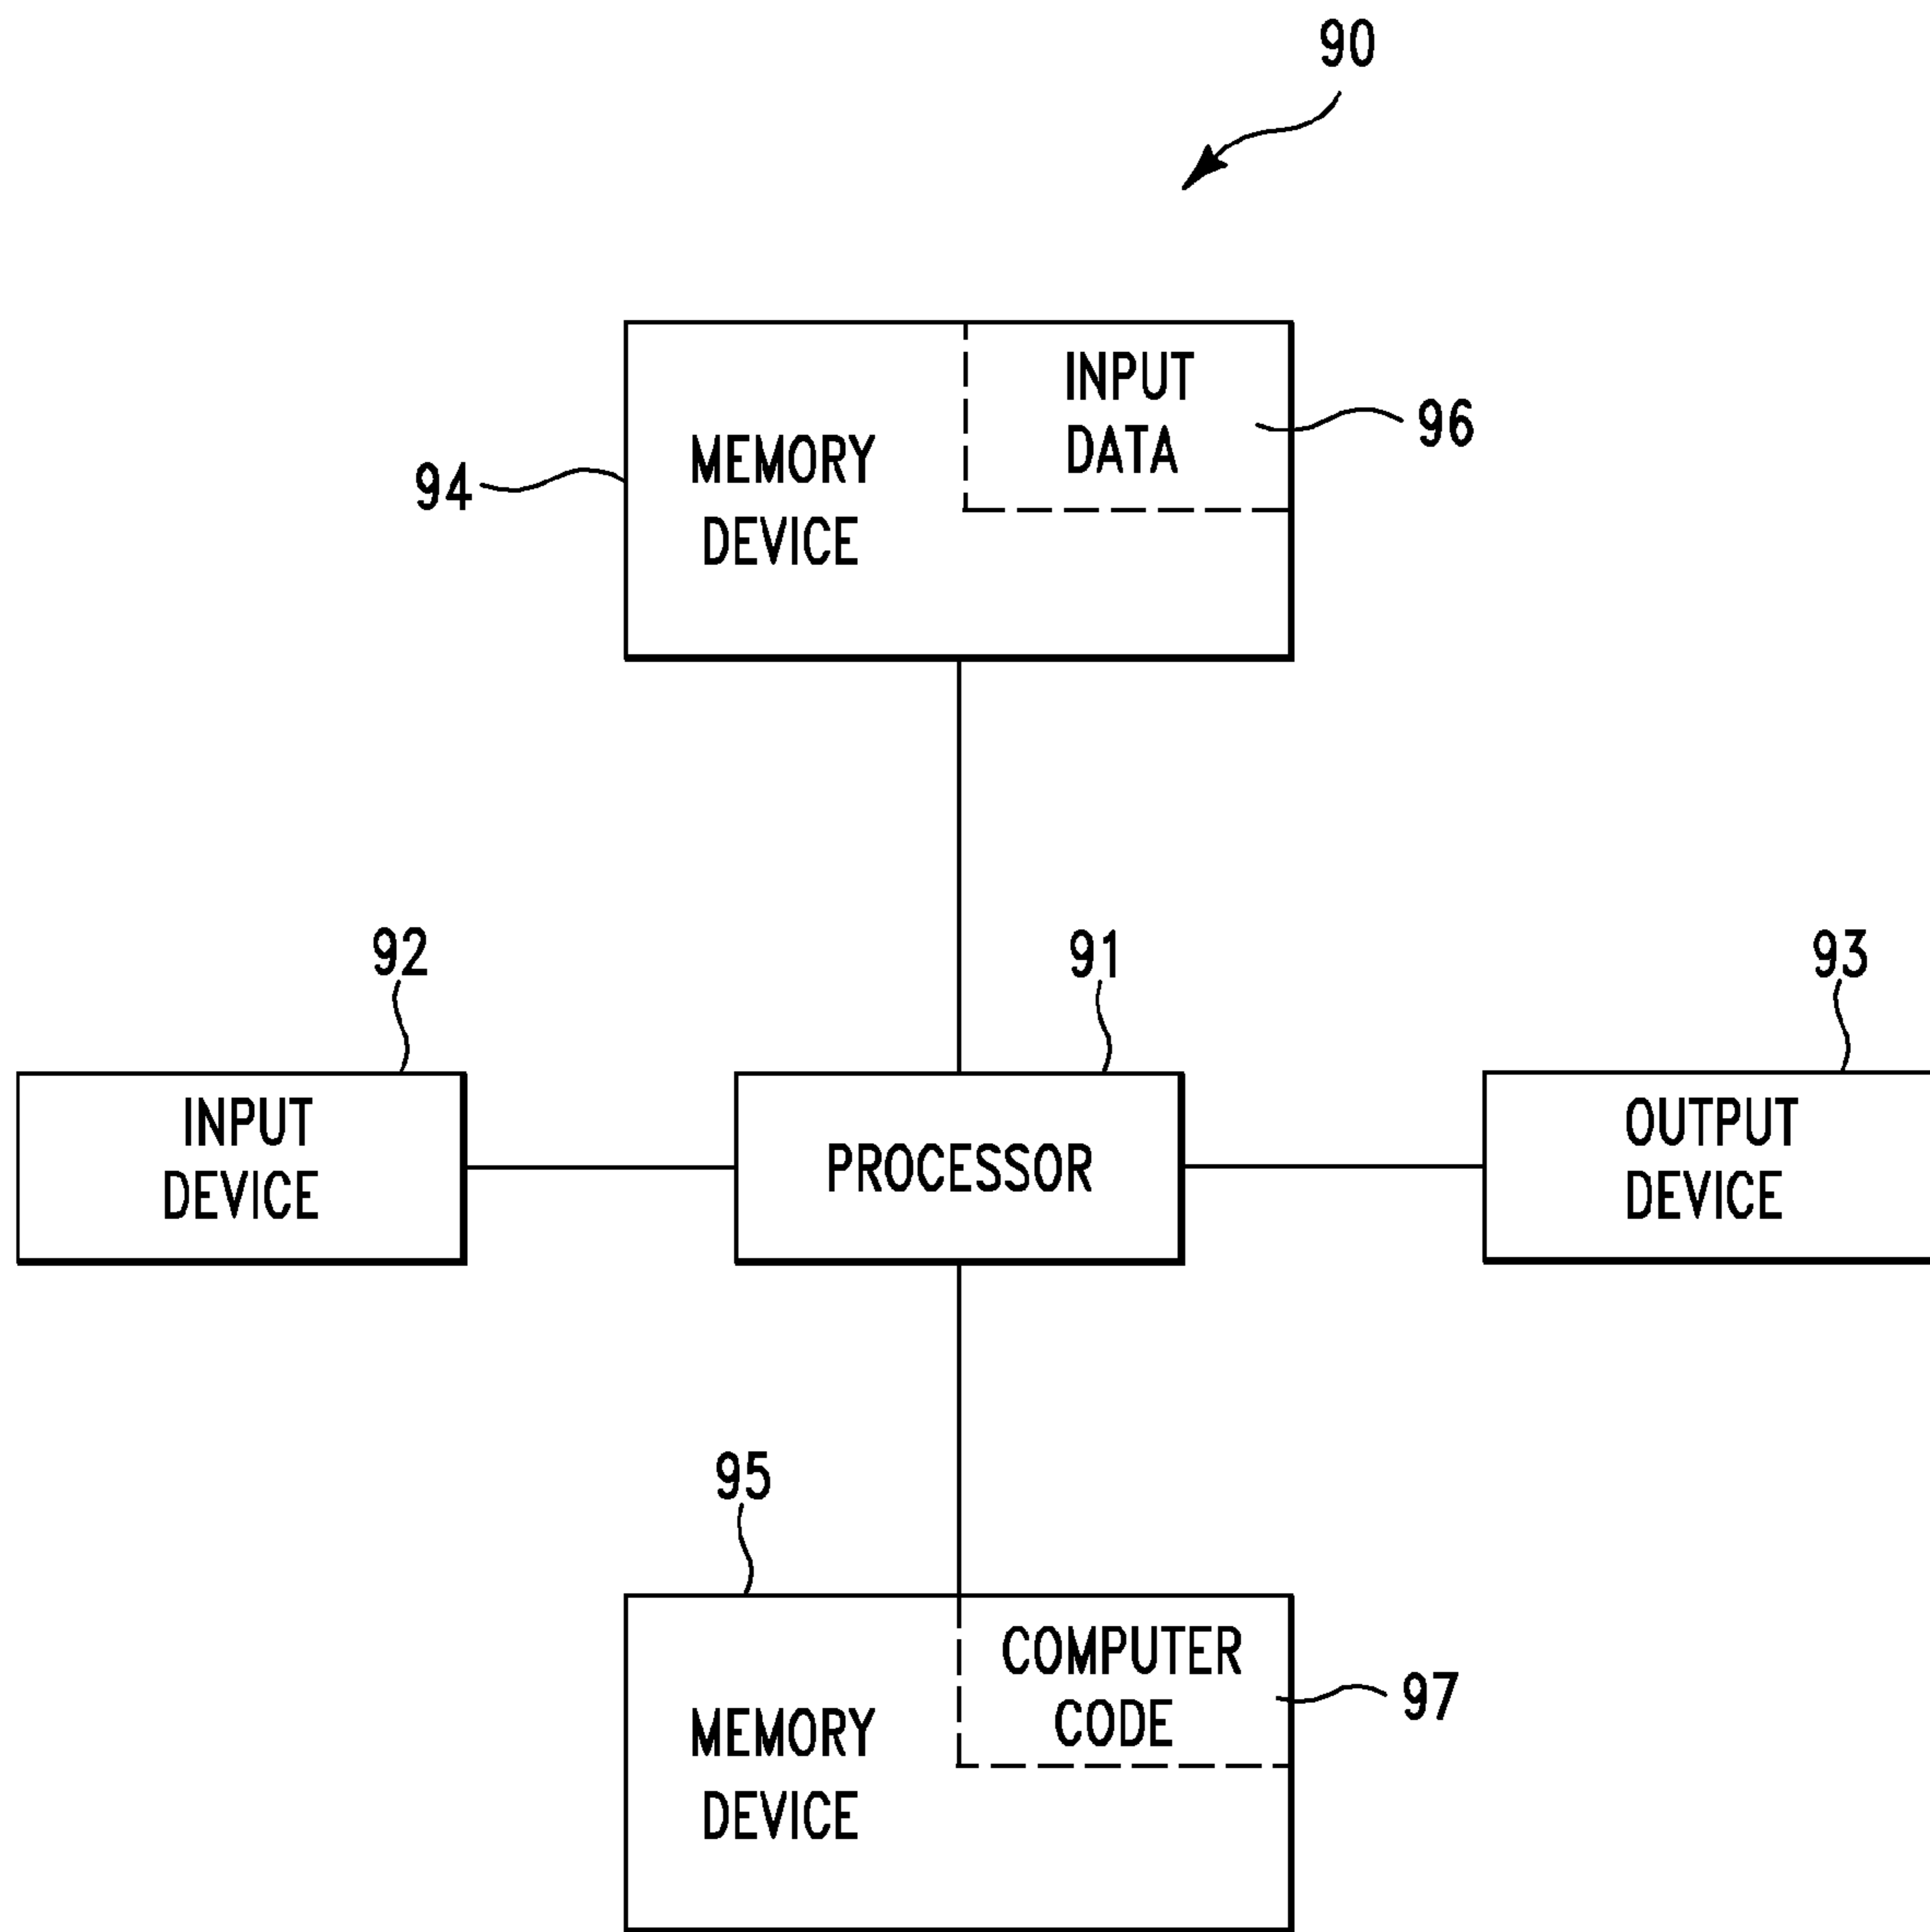 90
INPUT
DATA
96
MEMORY
DEVICE
94
92
91
93
INPUT
DEVICE
PROCESSOR
OUTPUT
DEVICE
95
COMPUTER
CODE
97
MEMORY
DEVICE